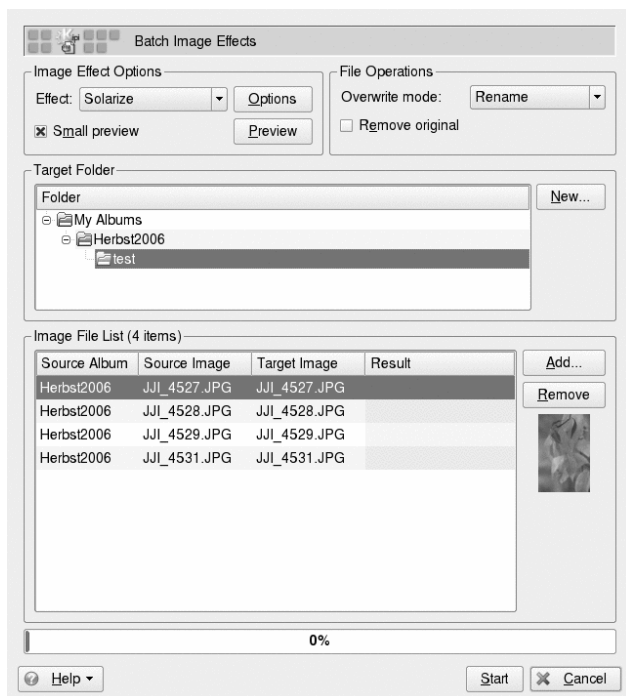 Batch Image Effects
Image Effect Options
Effect: Solarize Options
Small preview Preview
File Operations
Overwrite mode: Rename
Remove original
Target Folder
Folder
My Albums
Herbst2006
test
New...
Image File List (4 items)
Source Album Source Image Target Image Result
Herbst2006 JJI_4527.JPG JJI_4527.JPG
Herbst2006 JJI_4528.JPG JJI_4528.JPG
Herbst2006 JJI_4529.JPG JJI_4529.JPG
Herbst2006 JJI_4531.JPG JJI_4531.JPG
Add...
Remove
0%
Help Start Cancel